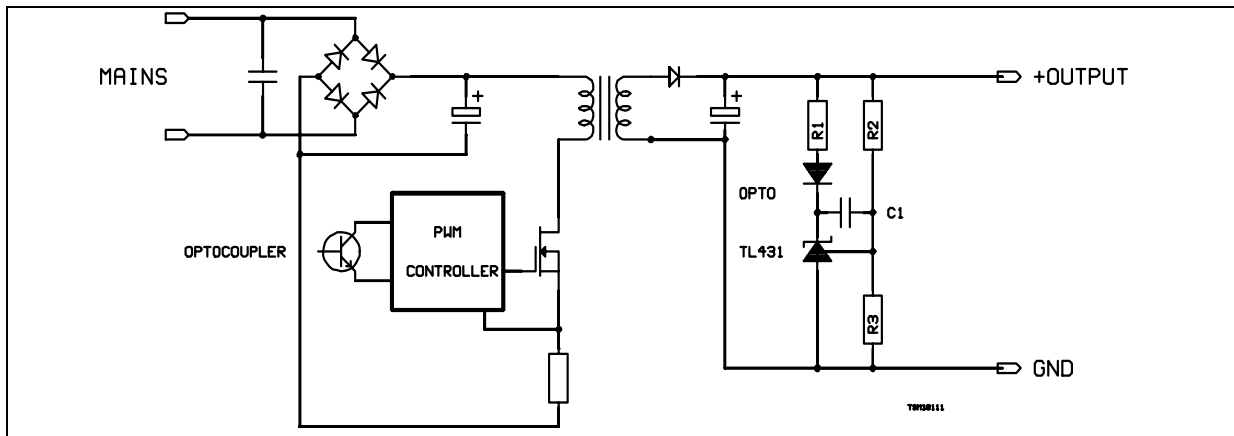 MAINS
+
+
+OUTPUT
R1
R2
OPTO
C1
OPTOCOUPLER
PWM
CONTROLLER
TL431
R3
GND